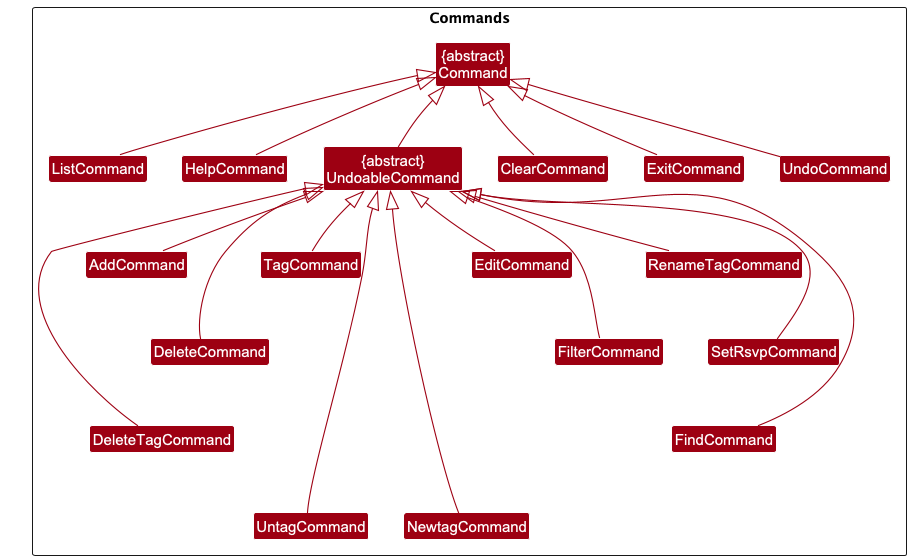 Commands
{abstract}
Command
ListCommand
HelpCommand
{abstract}
UndoableCommand
ClearCommand
ExitCommand
UndoCommand
AddCommand
TagCommand
EditCommand
RenameTagCommand
DeleteCommand
FilterCommand
SetRsvpCommand
DeleteTagCommand
FindCommand
UntagCommand
NewtagCommand